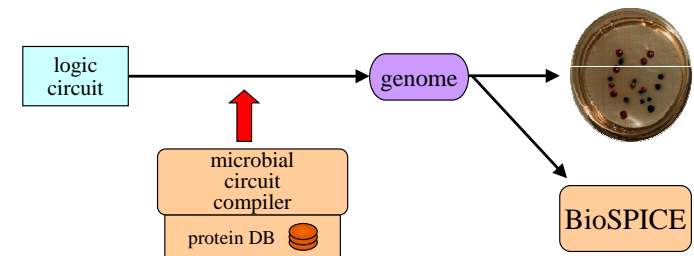 logic
circuit
genome
microbial
circuit
compiler
protein DB
BioSPICE